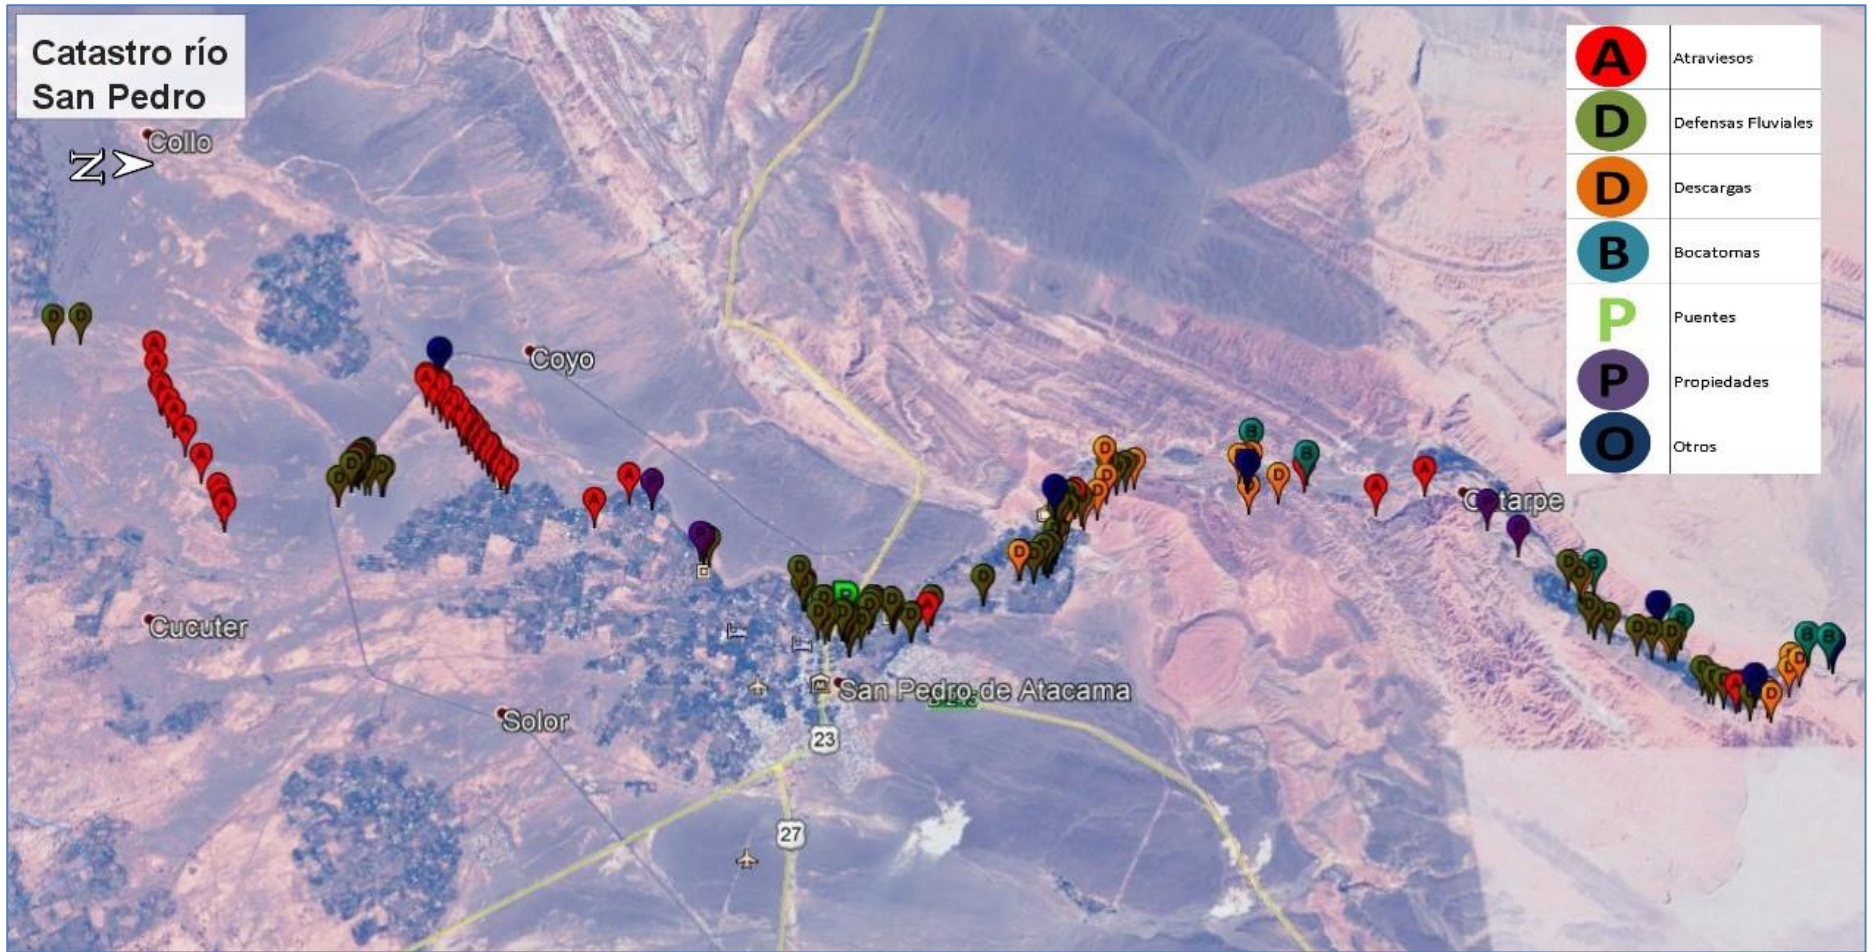 Catastro río
San Pedro
Collo
N
A Atraviesos
D Defensas Fluviales
D Descargas
B Bocatomas
P Puentes
P Propiedades
O Otros
Coyo
Catarpe
Cucuter
San Pedro de Atacama
Solor
23
27